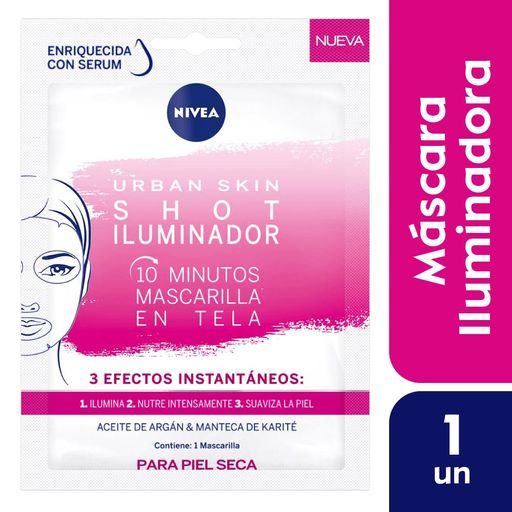 ENRIQUECIDA
CON SERUM
NUEVA
NIVEA
URBAN SKIN
SHOT
ILUMINADOR
10 MINUTOS
MASCARILLA
EN TELA
3 EFECTOS INSTANTÁNEOS:
1. ILUMINA 2. NUTRE INTENSAMENTE 3. SUAVIZA LA PIEL
ACEITE DE ARGÁN & MANTECA DE KARITÉ
Contiene: 1 Mascarilla
PARA PIEL SECA
Máscara
Iluminadora
1
un